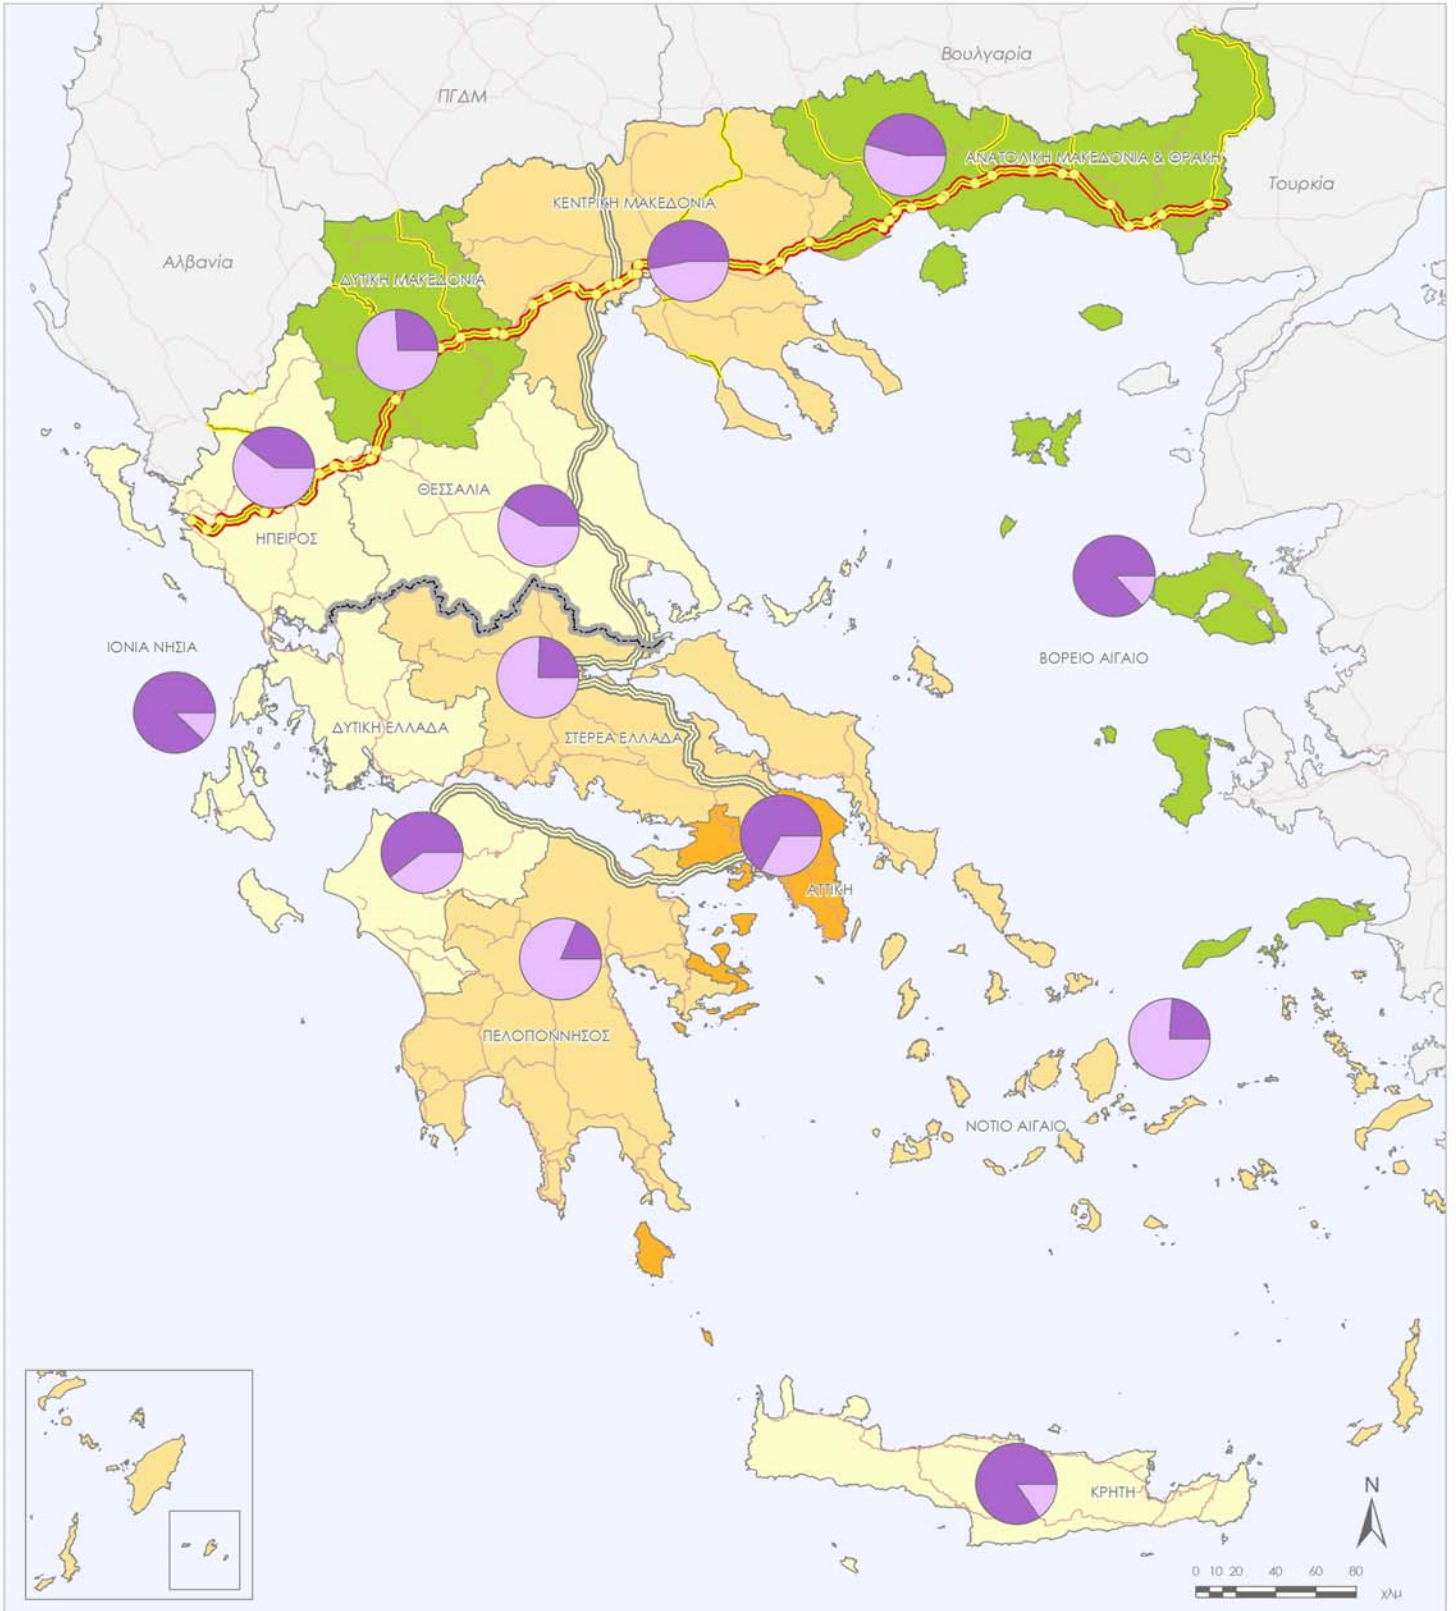 Βουλγαρία
ΠΓΔΜ
ΑΝΑΤΟΛΙΚΗ ΜΑΚΕΔΟΝΙΑ & ΘΡΑΚΗ
Τουρκία
ΚΕΝΤΡΙΚΗ ΜΑΚΕΔΟΝΙΑ
Αλβανία
ΔΥΤΙΚΗ ΜΑΚΕΔΟΝΙΑ
ΘΕΣΣΑΛΙΑ
ΗΠΕΙΡΟΣ
ΙΟΝΙΑ ΝΗΣΙΑ
ΒΟΡΕΙΟ ΑΙΓΑΙΟ
ΔΥΤΙΚΗ ΕΛΛΑΔΑ
ΣΤΕΡΕΑ ΕΛΛΑΔΑ
ΑΤΤΙΚΗ
ΠΕΛΟΠΟΝΝΗΣΟΣ
ΝΟΤΙΟ ΑΙΓΑΙΟ
ΚΡΗΤΗ
N
0 10 20 40 60 80
χλμ